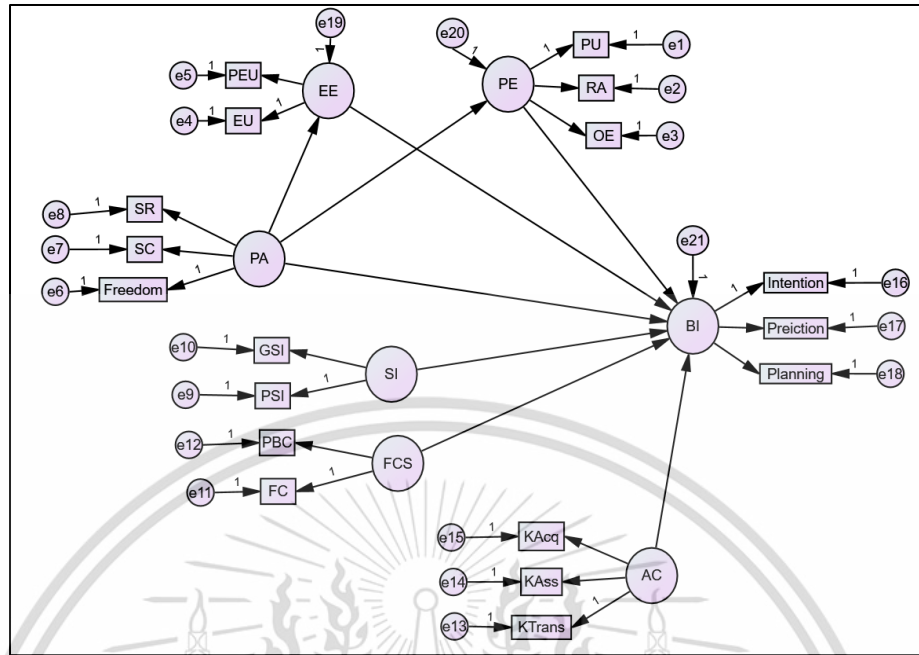 e19
1
e5
1
PEU
EE
e4
1
EU
1
e20
1
PE
1
PU
1
e1
RA
1
e2
OE
1
e3
e8
1
SR
e7
1
SC
PA
e6
1
Freedom
1
e21
1
BI
1
Intention
1
e16
Preiction
1
e17
Planning
1
e18
e10
1
GSI
SI
e9
1
PSI
1
e12
1
PBC
FCS
e11
1
FC
1
e15
1
KAcq
AC
e14
1
KAss
e13
1
KTrans
1